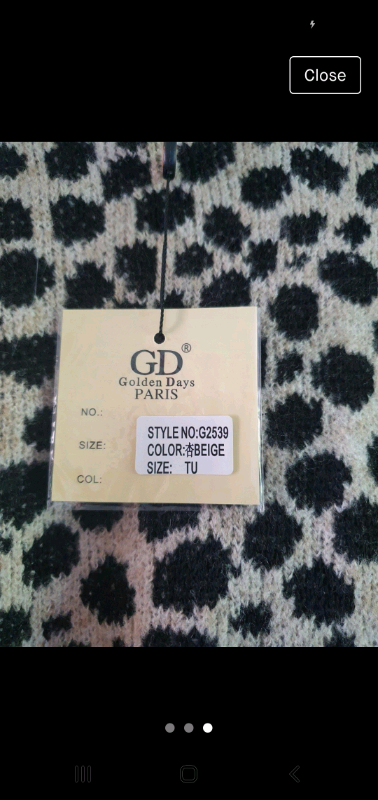 Close
GD®
Golden Days
PARIS
NO.:
SIZE:
COL:
STYLE NO:G2539
COLOR:杏BEIGE
SIZE: TU